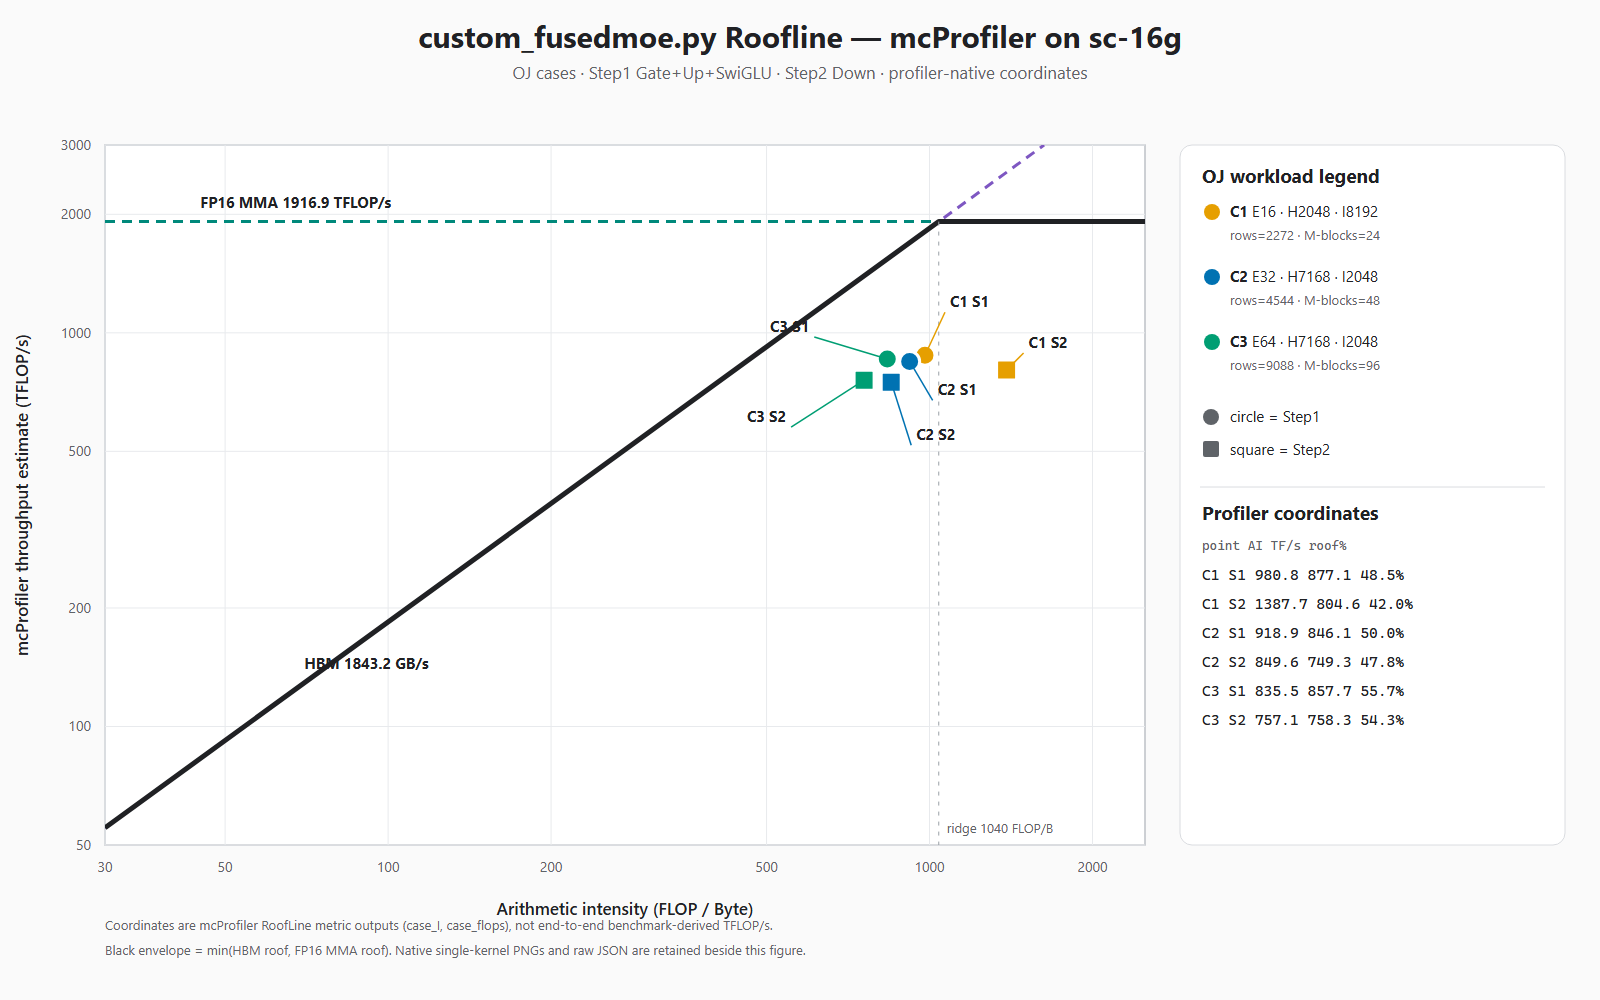 custom_fusedmoe.py Roofline — mcProfiler on sc-16g
OJ cases · Step1 Gate+Up+SwiGLU · Step2 Down · profiler-native coordinates
mcProfiler throughput estimate (TFLOP/s)
3000
2000
1000
500
200
100
50
FP16 MMA 1916.9 TFLOP/s
C1 S1
C3 S1
C1 S2
C2 S1
C3 S2
C2 S2
HBM 1843.2 GB/s
ridge 1040 FLOP/B
30
50
100
200
500
1000
2000
Arithmetic intensity (FLOP / Byte)
Coordinates are mcProfiler RoofLine metric outputs (case_I, case_flops), not end-to-end benchmark-derived TFLOP/s.
Black envelope = min(HBM roof, FP16 MMA roof). Native single-kernel PNGs and raw JSON are retained beside this figure.
OJ workload legend
C1 E16 · H2048 · I8192
rows=2272 · M-blocks=24
C2 E32 · H7168 · I2048
rows=4544 · M-blocks=48
C3 E64 · H7168 · I2048
rows=9088 · M-blocks=96
circle = Step1
square = Step2
Profiler coordinates
point AI TF/s roof%
C1 S1 980.8 877.1 48.5%
C1 S2 1387.7 804.6 42.0%
C2 S1 918.9 846.1 50.0%
C2 S2 849.6 749.3 47.8%
C3 S1 835.5 857.7 55.7%
C3 S2 757.1 758.3 54.3%